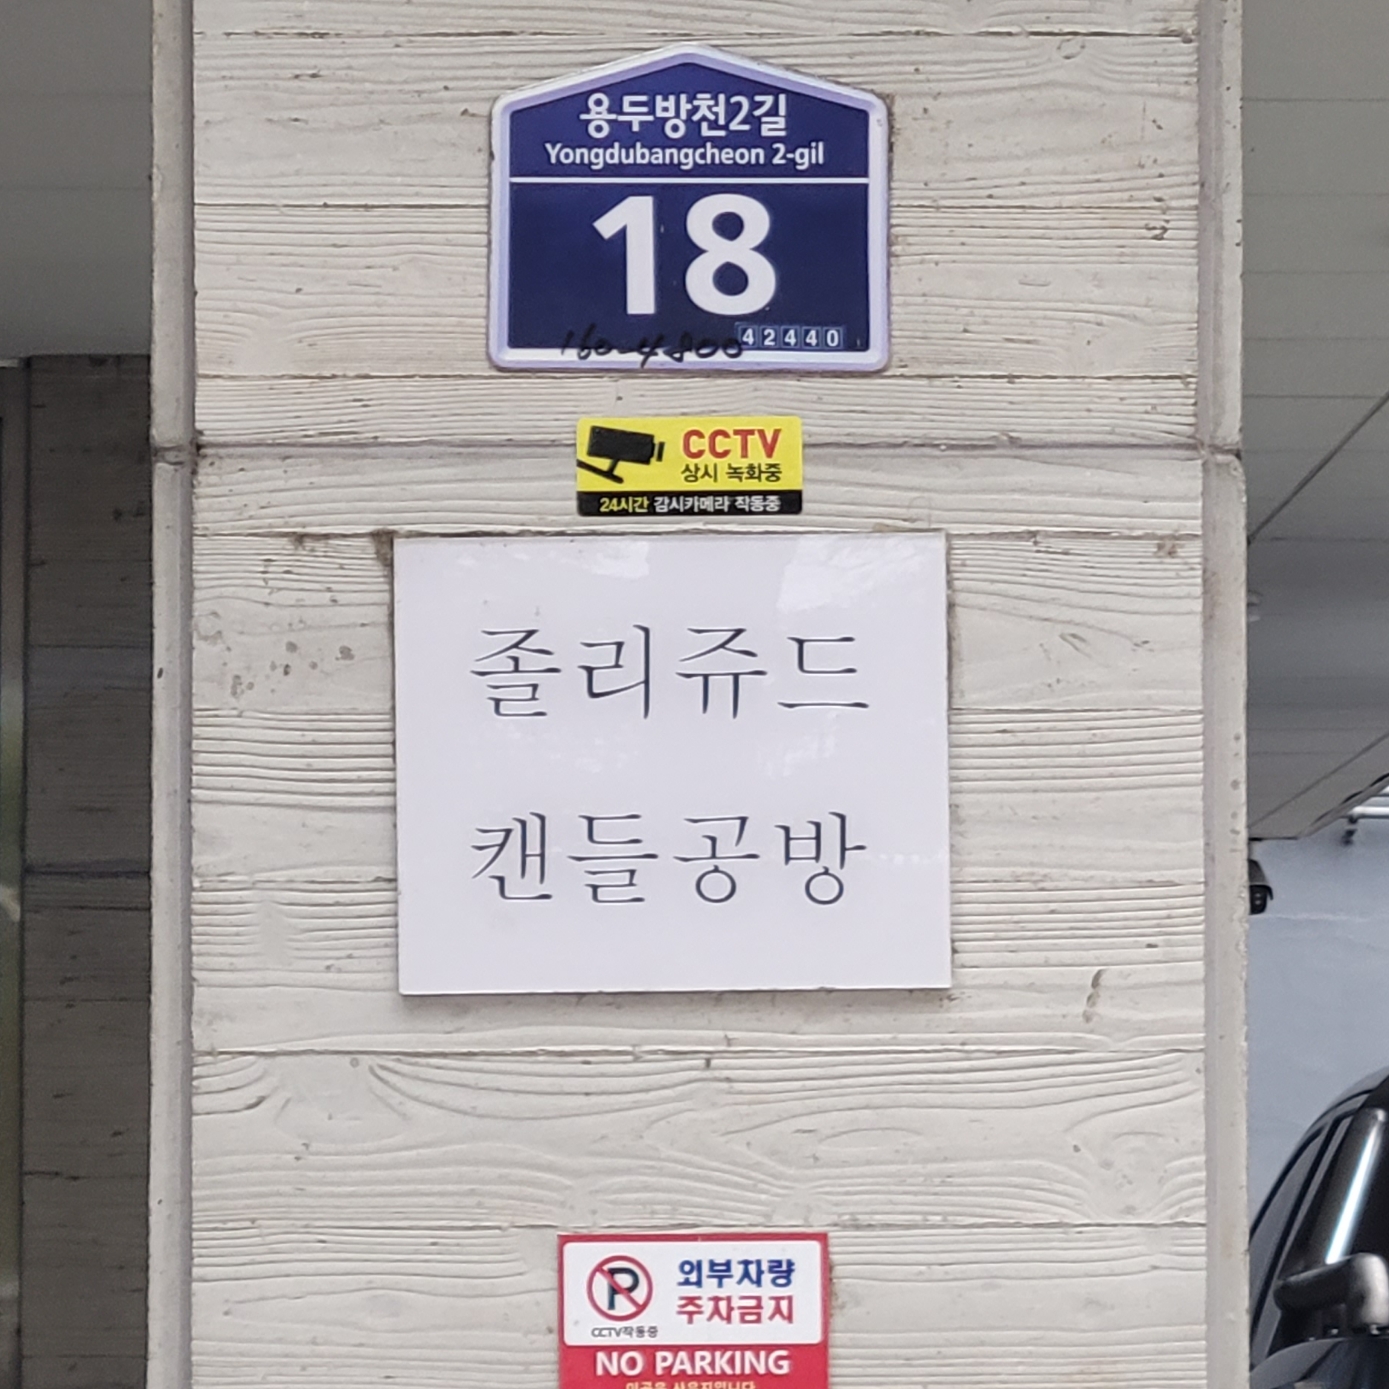 용두방천2길
Yongdubangcheon 2-gil
18
160-4800
42440
CCTV
상시 녹화중
24시간 감시카메라 작동중
졸리쥬드
캔들공방
P
외부차량
주차금지
CCTV작동중
NO PARKING